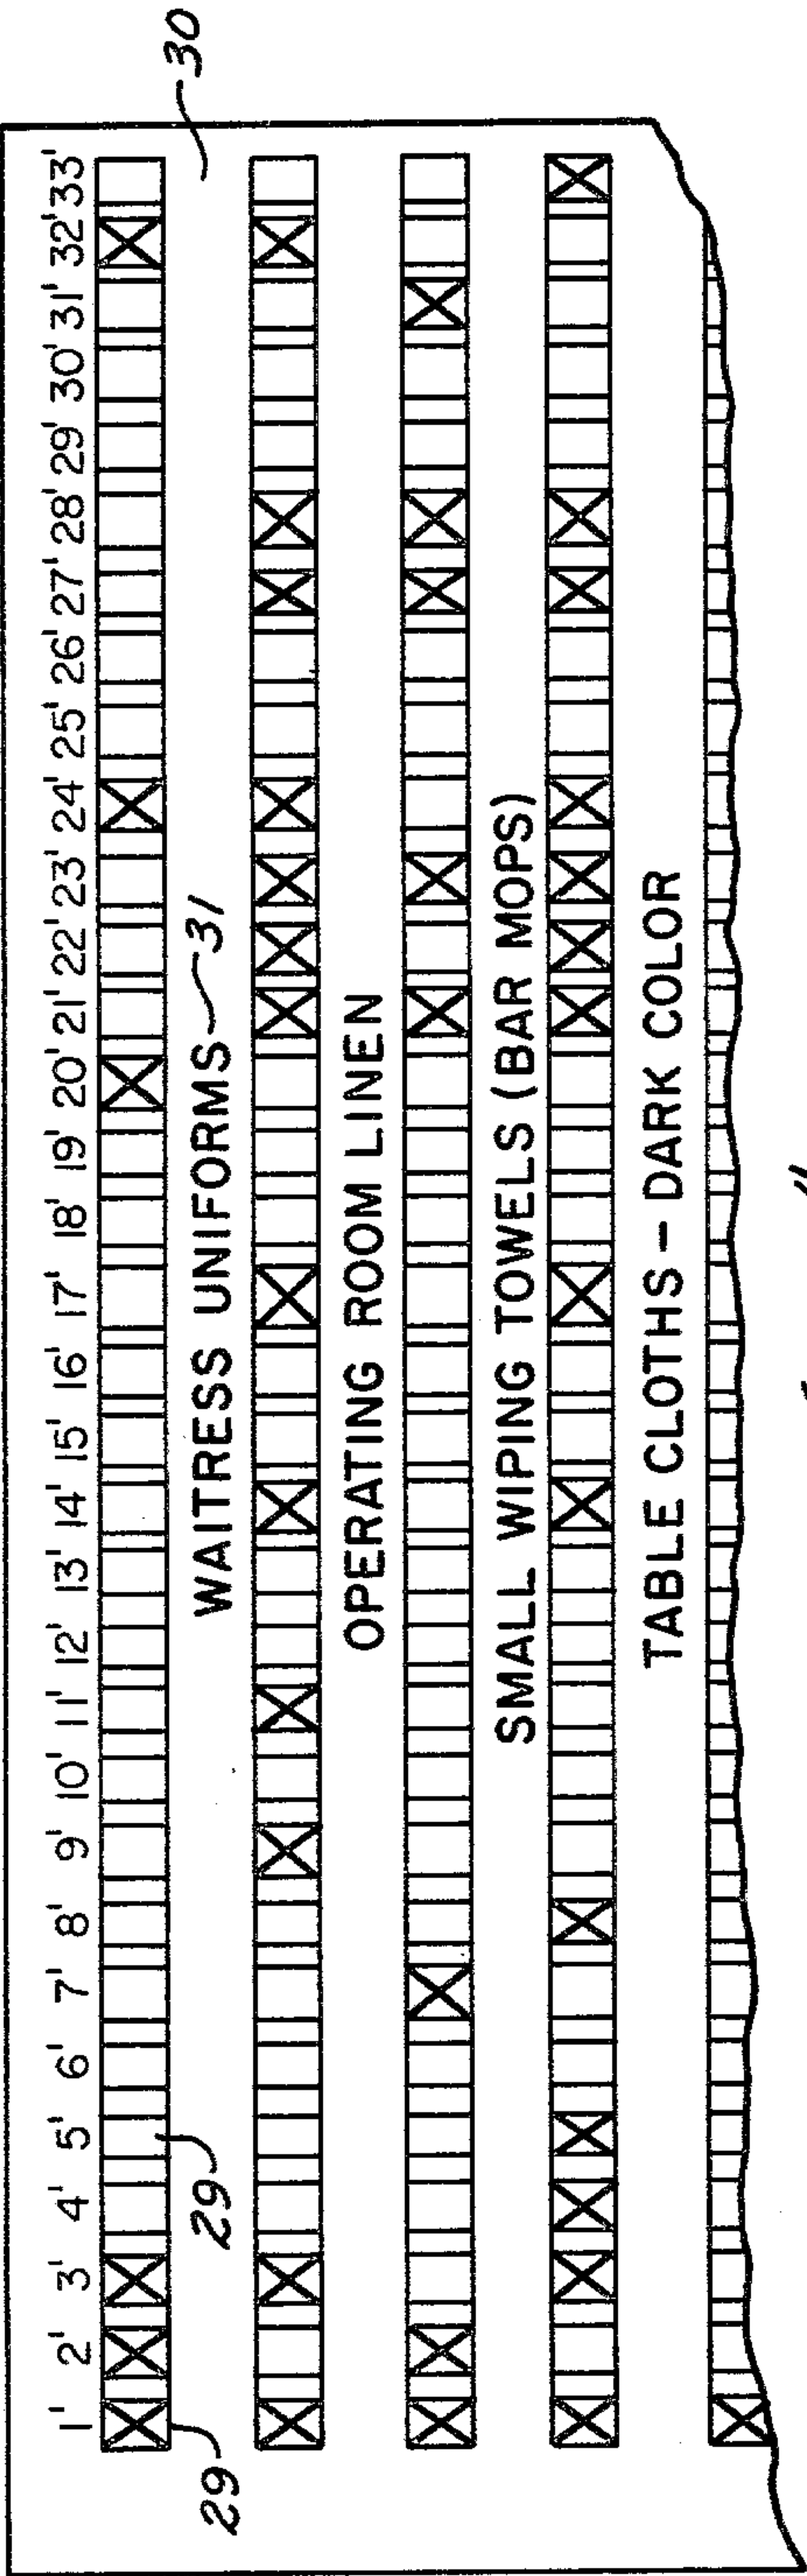 1' 2' 3' 4' 5' 6' 7' 8' 9' 10' 11' 12' 13' 14' 15' 16' 17' 18' 19' 20' 21' 22' 23' 24' 25' 26' 27' 28' 29' 30' 31' 32' 33'
30
29 29
WAITRESS UNIFORMS 31
OPERATING ROOM LINEN
SMALL WIPING TOWELS (BAR MOPS)
TABLE CLOTHS - DARK COLOR